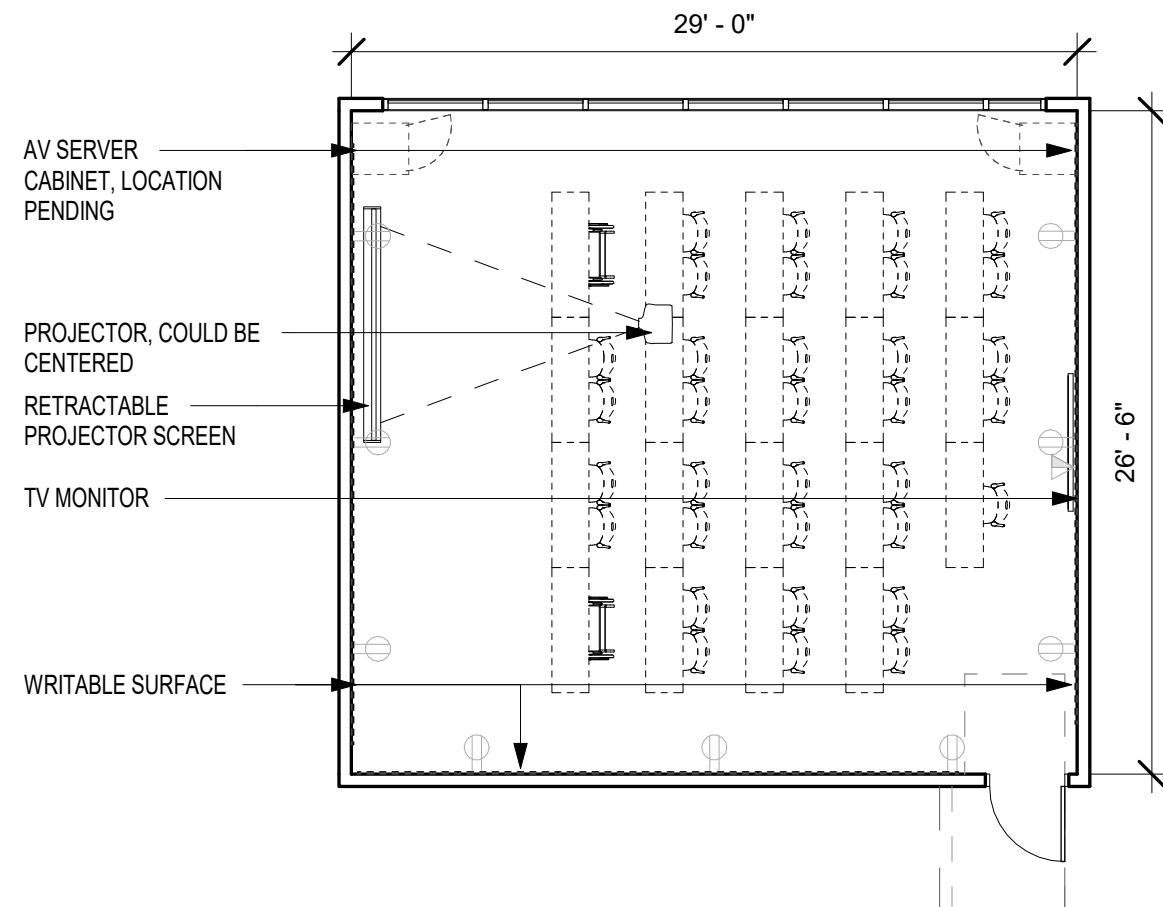 29' - 0"
AV SERVER
CABINET, LOCATION
PENDING
PROJECTOR, COULD BE
CENTERED
RETRACTABLE
PROJECTOR SCREEN
26' - 6"
TV MONITOR
WRITABLE SURFACE